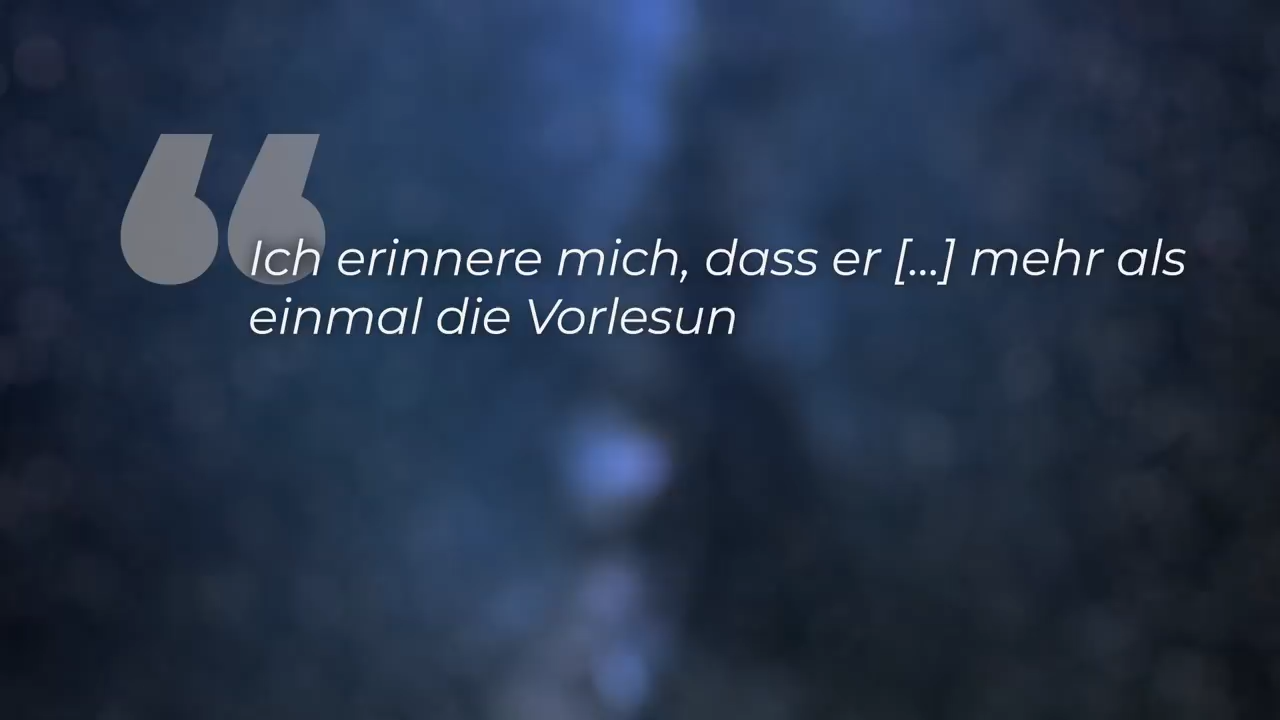 “
Ich erinnere mich, dass er [...] mehr als
einmal die Vorlesun